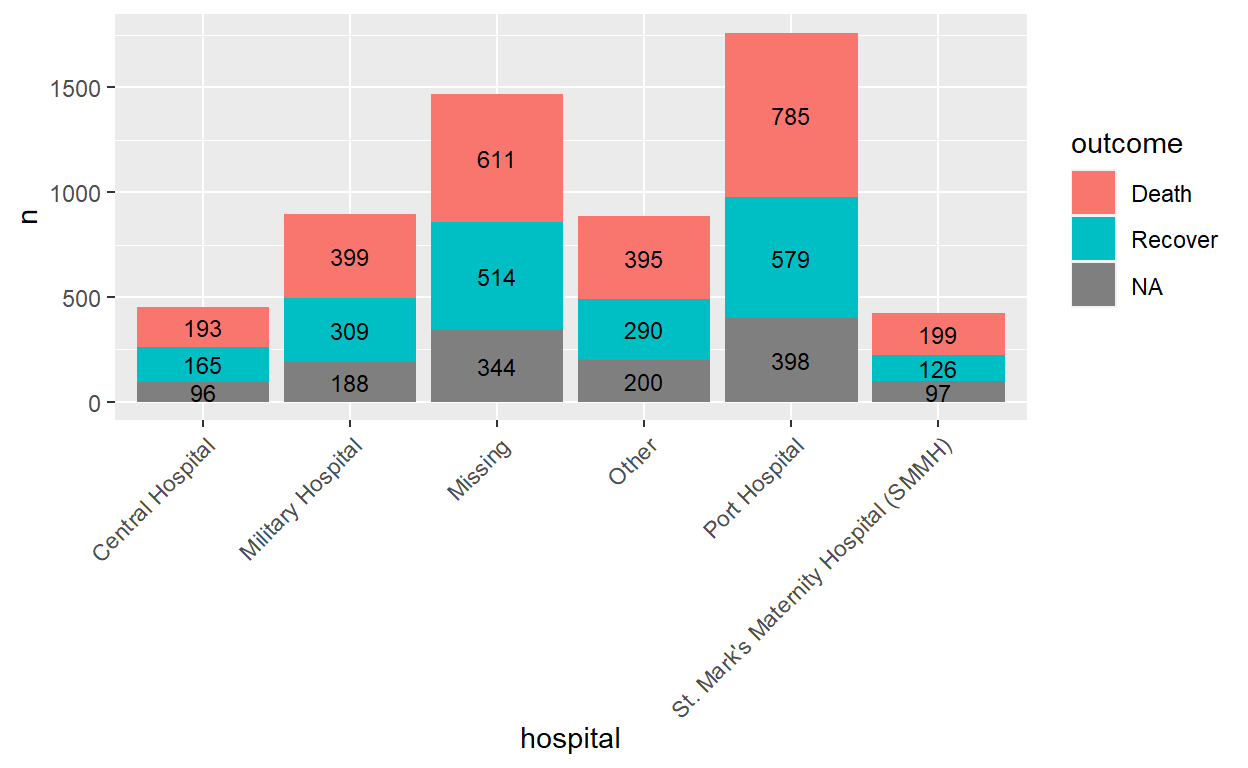 1500
1000
500
0
n
785
611
399
395
193
199
514
579
309
290
165
126
344
398
188
200
96
97
Central Hospital
Military Hospital
Missing
Other
Port Hospital
St. Mark's Maternity Hospital (SMMH)
hospital
outcome
Death
Recover
NA